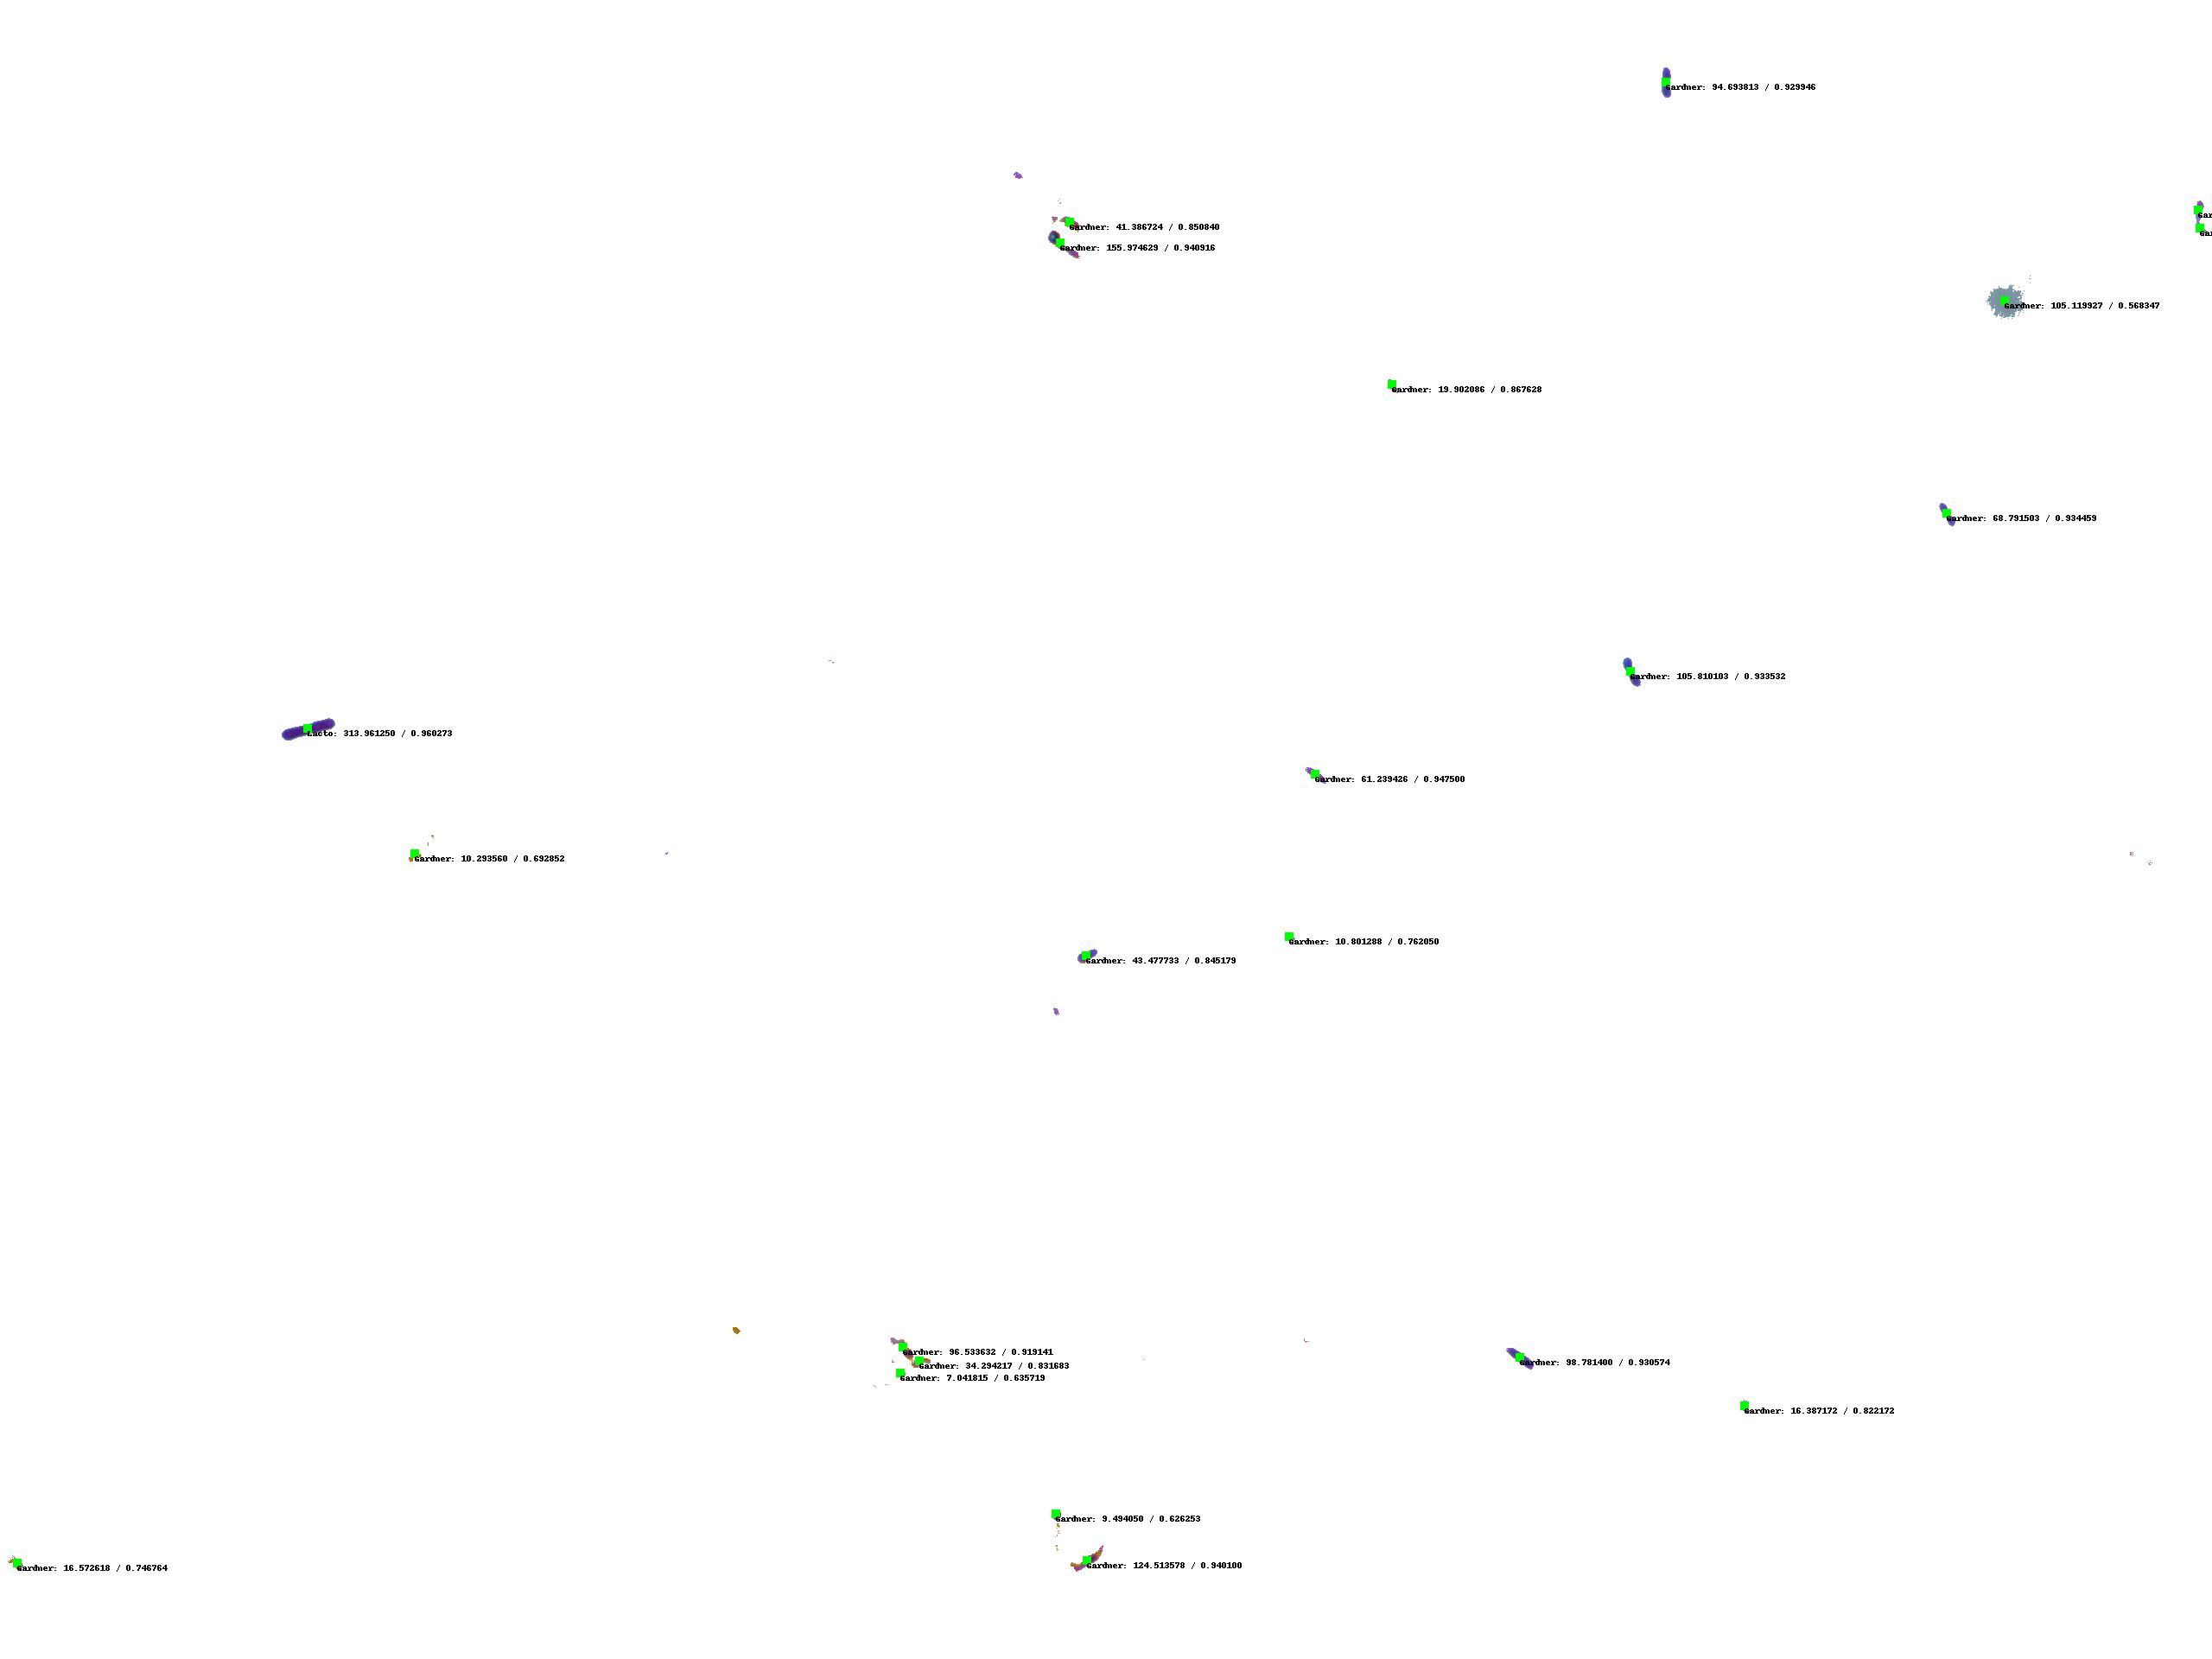 Gardner: 94.693813 / 0.929946
Gar
Gardner: 41.386724 / 0.850840
Gar
Gardner: 155.974629 / 0.940916
Gardner: 105.119927 / 0.568347
Gardner: 19.902086 / 0.867628
Gardner: 68.791503 / 0.934459
Gardner: 105.810103 / 0.933532
Lacto: 313.961250 / 0.960273
Gardner: 61.239426 / 0.947500
Gardner: 10.293560 / 0.692852
Gardner: 10.801288 / 0.762050
Gardner: 43.477733 / 0.845179
Gardner: 96.533632 / 0.919141
Gardner: 98.781400 / 0.930574
Gardner: 34.294217 / 0.831683
Gardner: 7.041815 / 0.635719
Gardner: 16.387172 / 0.822172
Gardner: 9.494050 / 0.626253
Gardner: 124.513578 / 0.940100
Gardner: 16.572618 / 0.746764